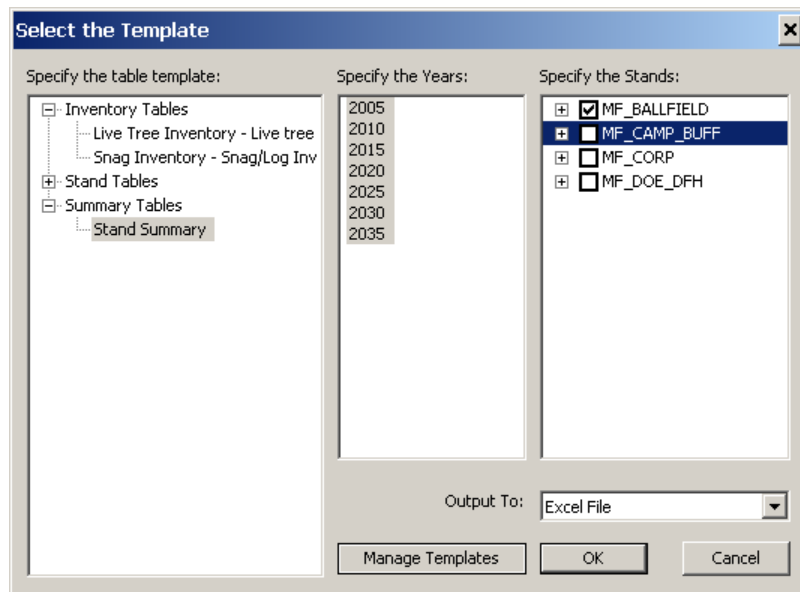 Select the Template
Specify the table template:
Inventory Tables
Live Tree Inventory - Live tree
Snag Inventory - Snag/Log Inv
Stand Tables
Summary Tables
Stand Summary
Specify the Years:
2005
2010
2015
2020
2025
2030
2035
Specify the Stands:
MF_BALLFIELD
MF_CAMP_BUFF
MF_CORP
MF_DOE_DFH
Output To:
Excel File
Manage Templates
OK
Cancel